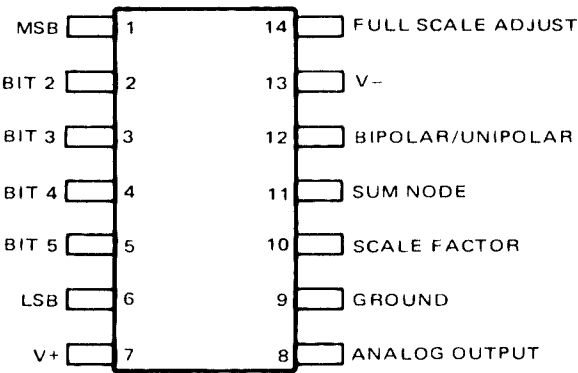 MSB 1 14 FULL SCALE ADJUST
BIT 2 2 13 V-
BIT 3 3 12 BIPOLAR/UNIPOLAR
BIT 4 4 11 SUM NODE
BIT 5 5 10 SCALE FACTOR
LSB 6 9 GROUND
V+ 7 8 ANALOG OUTPUT